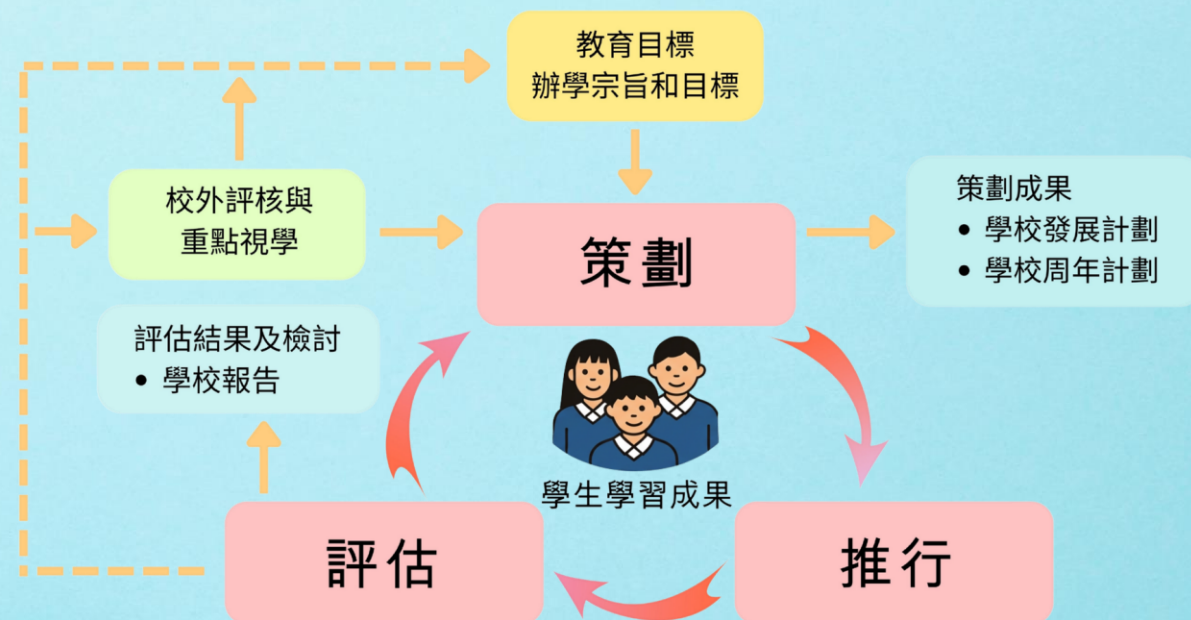 教育目標
辦學宗旨和目標
校外評核與
重點視學
策劃
策劃成果
• 學校發展計劃
• 學校周年計劃
評估結果及檢討
• 學校報告
學生學習成果
評估
推行